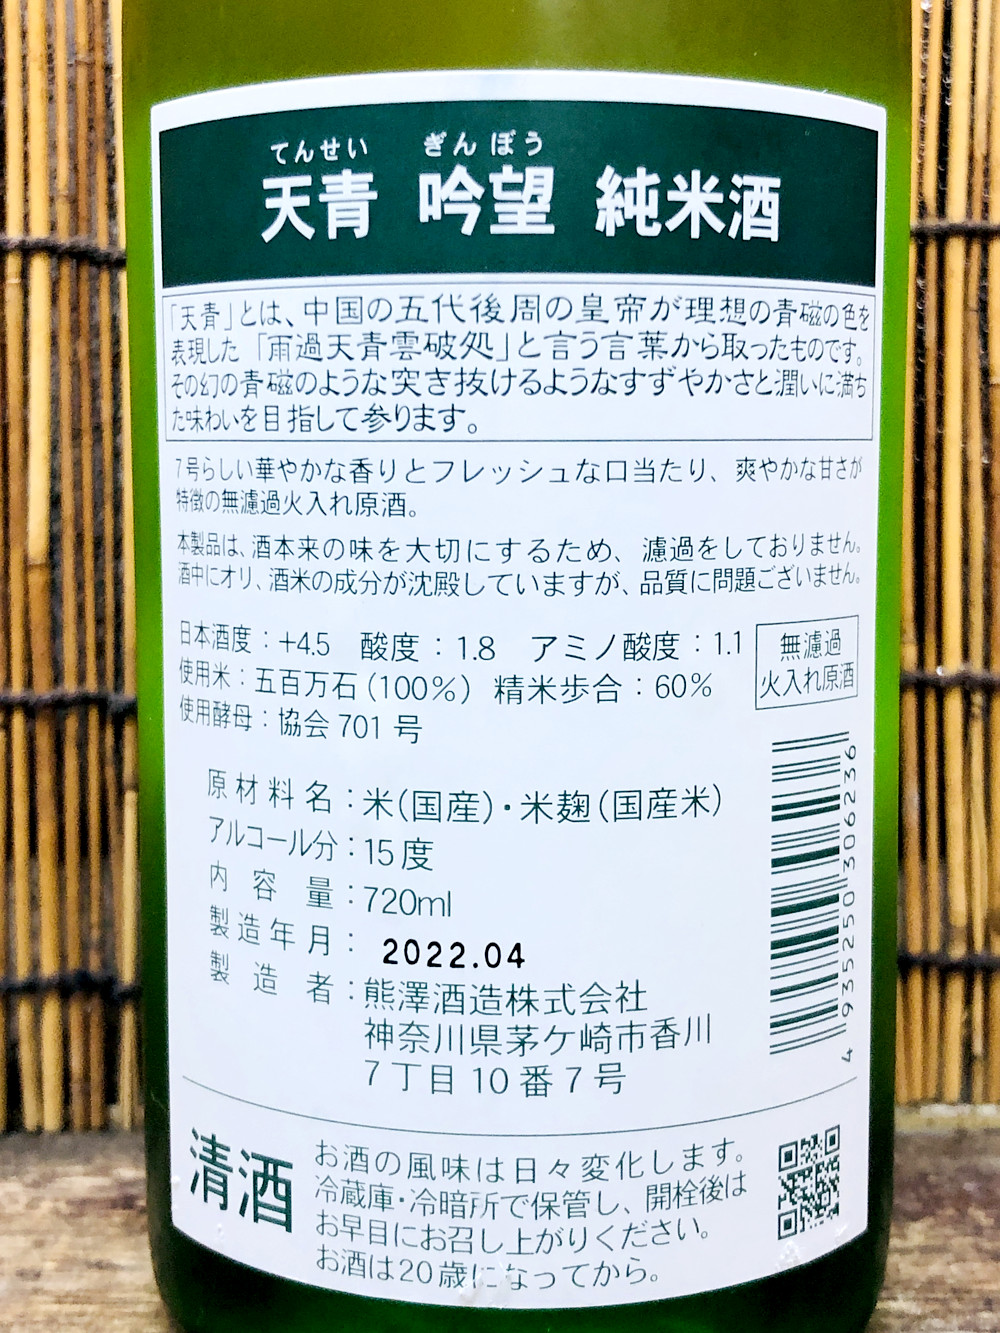 てんせい ぎんぼう
天青 吟望 純米酒
「天青」とは、中国の五代後周の皇帝が理想の青磁の色を
表現した「雨過天青雲破処」と言う言葉から取ったものです。
その幻の青磁のような突き抜けるようなすずやかさと潤いに満ち
た味わいを目指して参ります。
7号らしい華やかな香りとフレッシュな口当たり、爽やかな甘さが
特徴の無濾過火入れ原酒。
本製品は、酒本来の味を大切にするため、濾過をしておりません。
酒中にオリ、酒米の成分が沈殿していますが、品質に問題ございません。
日本酒度：+4.5 酸度：1.8 アミノ酸度：1.1
使用米：五百万石（100％）精米歩合：60％
使用酵母：協会701号
無濾過
火入れ原酒
原材料名：米（国産）・米麹（国産米）
アルコール分：15度
内容量：720ml
製造年月：2022.04
製造者：熊澤酒造株式会社
神奈川県茅ケ崎市香川
7丁目10番7号
4935250306236
清酒
お酒の風味は日々変化します。
冷蔵庫・冷暗所で保管し、開栓後は
お早目にお召し上がりください。
お酒は20歳になってから。